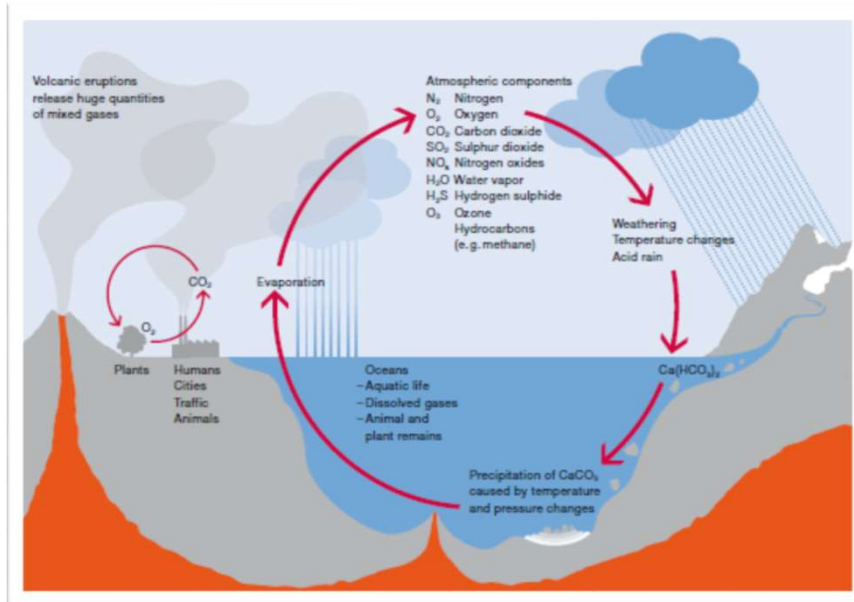 Volcanic eruptions
release huge quantities
of mixed gases
Atmospheric components
N₂ Nitrogen
O₂ Oxygen
CO₂ Carbon dioxide
SO₂ Sulphur dioxide
NOₓ Nitrogen oxides
H₂O Water vapor
H₂S Hydrogen sulphide
O₃ Ozone
Hydrocarbons
(e.g. methane)
Weathering
Temperature changes
Acid rain
CO₂
Evaporation
O₂
Plants
Humans
Cities
Traffic
Animals
Oceans
– Aquatic life
– Dissolved gases
– Animal and
plant remains
Ca(HCO₃)₂
Precipitation of CaCO₃
caused by temperature
and pressure changes